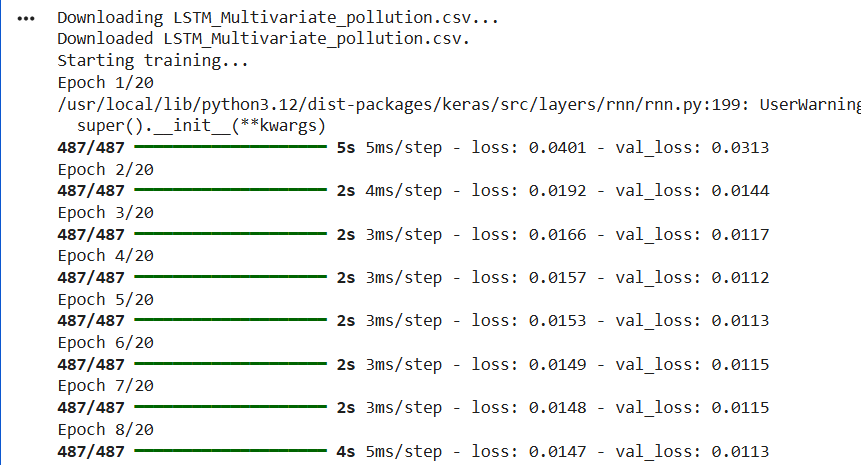 ... Downloading LSTM_Multivariate_pollution.csv...
Downloaded LSTM_Multivariate_pollution.csv.
Starting training...
Epoch 1/20
/usr/local/lib/python3.12/dist-packages/keras/src/layers/rnn/rnn.py:199: UserWarning
super().__init__(**kwargs)
487/487 ━━━━━━━━━━━━━━━━━━━━ 5s 5ms/step - loss: 0.0401 - val_loss: 0.0313
Epoch 2/20
487/487 ━━━━━━━━━━━━━━━━━━━━ 2s 4ms/step - loss: 0.0192 - val_loss: 0.0144
Epoch 3/20
487/487 ━━━━━━━━━━━━━━━━━━━━ 2s 3ms/step - loss: 0.0166 - val_loss: 0.0117
Epoch 4/20
487/487 ━━━━━━━━━━━━━━━━━━━━ 2s 3ms/step - loss: 0.0157 - val_loss: 0.0112
Epoch 5/20
487/487 ━━━━━━━━━━━━━━━━━━━━ 2s 3ms/step - loss: 0.0153 - val_loss: 0.0113
Epoch 6/20
487/487 ━━━━━━━━━━━━━━━━━━━━ 2s 3ms/step - loss: 0.0149 - val_loss: 0.0115
Epoch 7/20
487/487 ━━━━━━━━━━━━━━━━━━━━ 2s 3ms/step - loss: 0.0148 - val_loss: 0.0115
Epoch 8/20
487/487 ━━━━━━━━━━━━━━━━━━━━ 4s 5ms/step - loss: 0.0147 - val_loss: 0.0113